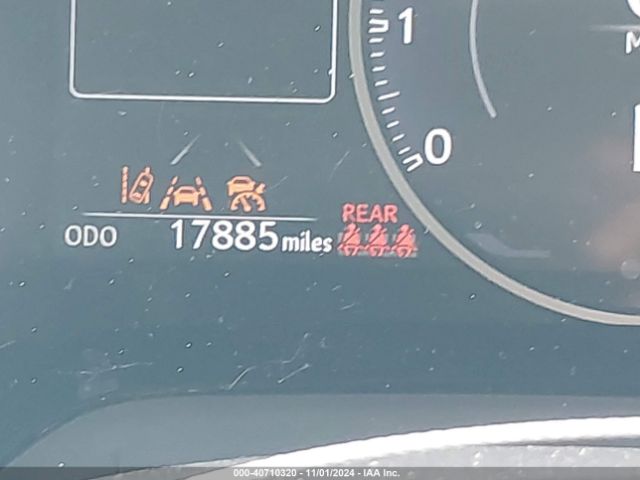 1
0
REAR
ODO 17885 miles
000-40710320 - 11/01/2024 - IAA Inc.